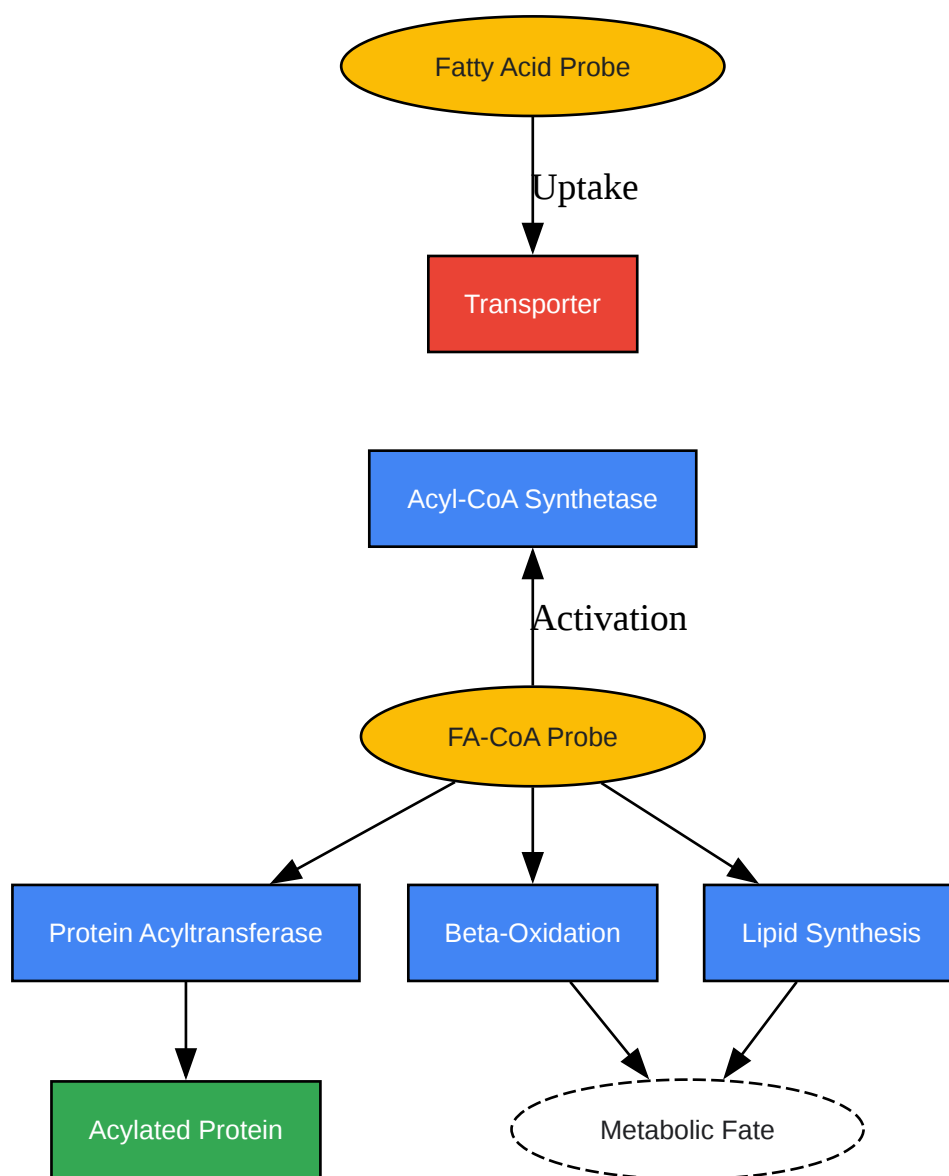 Fatty Acid Probe
Uptake
Transporter
Acyl-CoA Synthetase
Activation
FA-CoA Probe
Protein Acyltransferase
Beta-Oxidation
Lipid Synthesis
Acylated Protein
Metabolic Fate